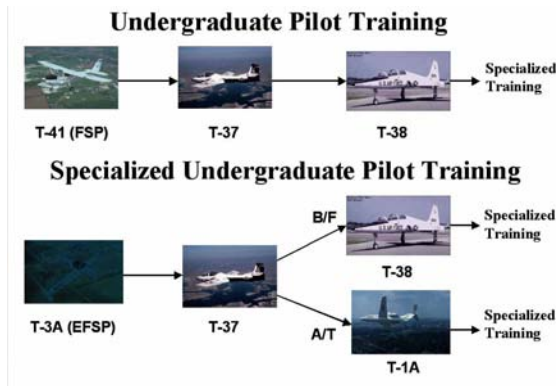 Undergraduate Pilot Training
Specialized
Training
T-41 (FSP)
T-37
T-38
Specialized Undergraduate Pilot Training
B/F
Specialized
Training
T-38
T-3A (EFSP)
T-37
A/T
Specialized
Training
T-1A